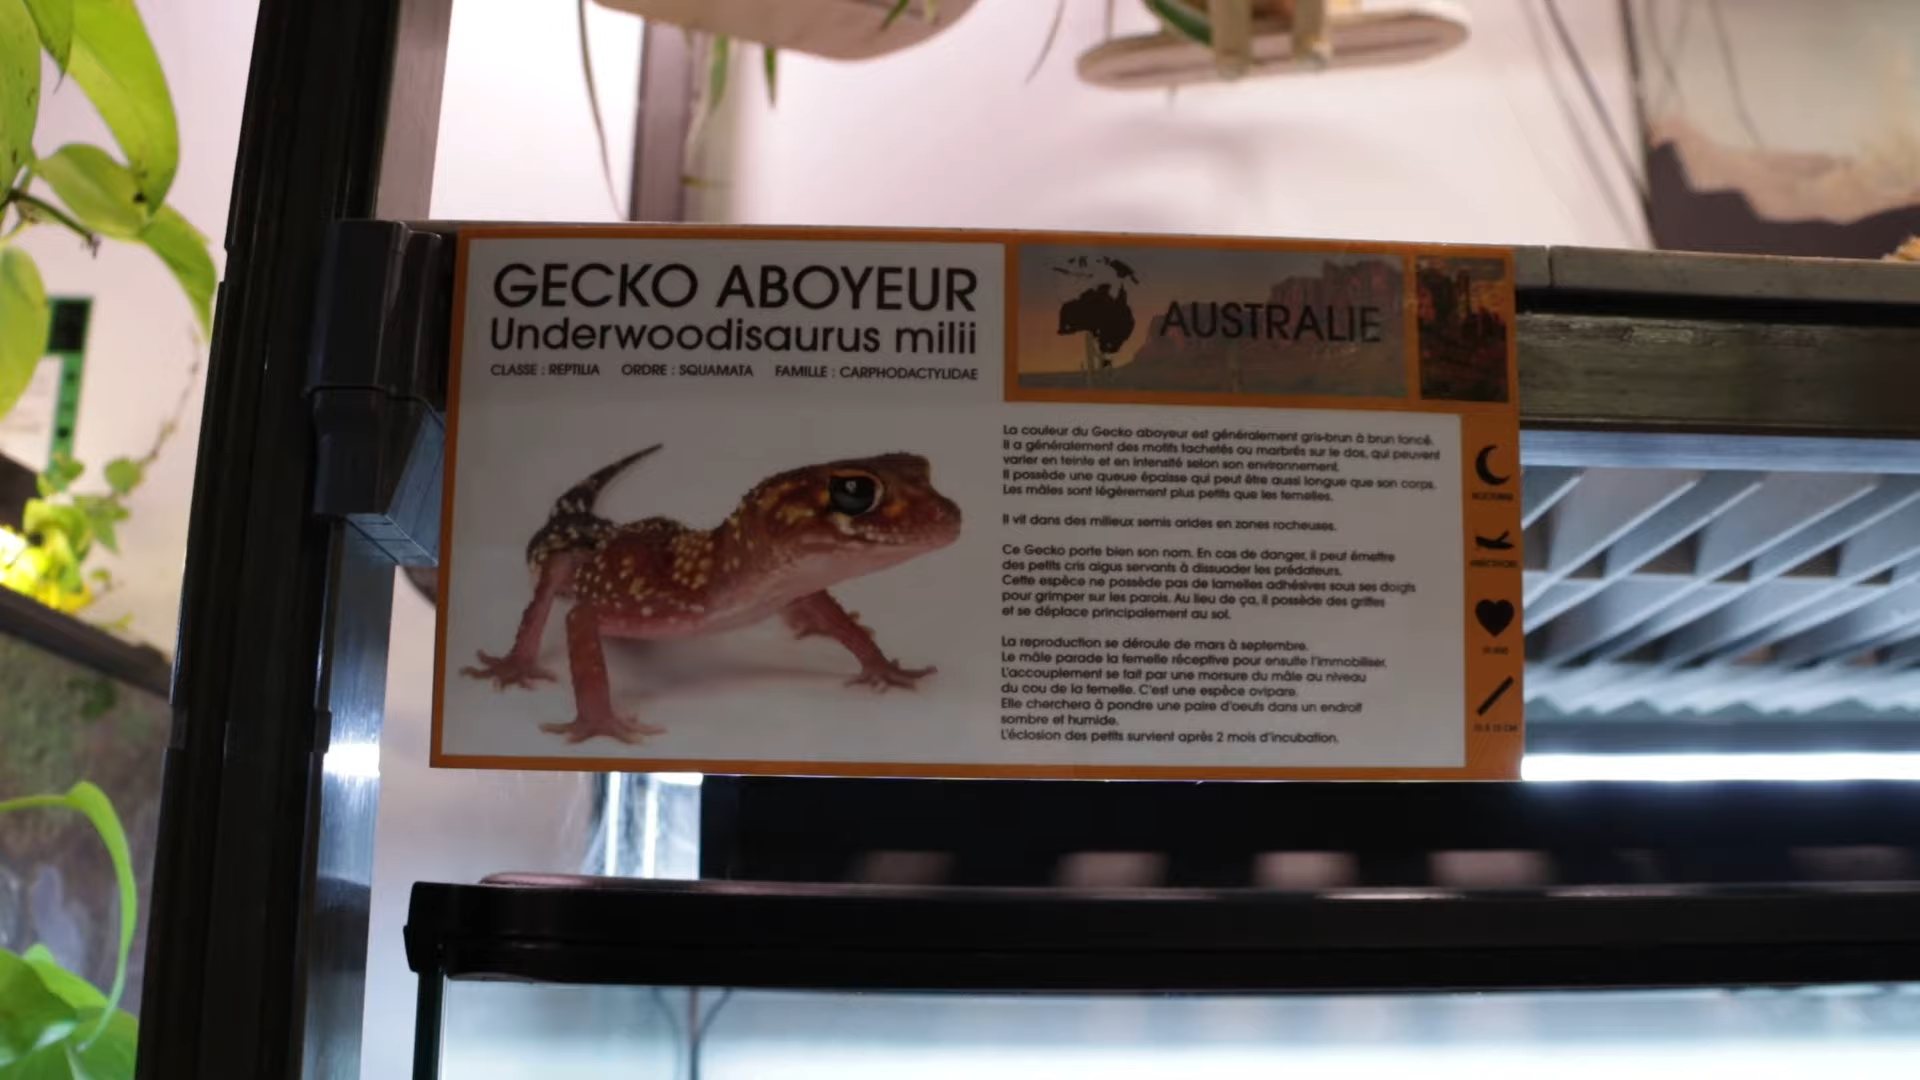 GECKO ABOYEUR
Underwoodisaurus milii
CLASSE : REPTILIA ORDRE : SQUAMATA FAMILLE : CARPHODACTYLIDAE
AUSTRALIE
La couleur du Gecko aboyeur est généralement gris-brun à brun foncé.
Il a généralement des motifs tachetés ou marbrés sur le dos, qui peuvent
varier en teinte et en intensité selon son environnement.
Il possède une queue épaisse qui peut être aussi longue que son corps.
Les mâles sont légèrement plus petits que les femelles.
Il vit dans des milieux semis arides en zones rocheuses.
Ce Gecko porte bien son nom. En cas de danger, il peut émettre
des petits cris aigus servants à dissuader les prédateurs.
Cette espèce ne possède pas de lamelles adhésives sous ses doigts
pour grimper sur les parois. Au lieu de ça, il possède des griffes
et se déplace principalement au sol.
La reproduction se déroule de mars à septembre.
Le mâle parade la femelle réceptive pour ensuite l'immobiliser.
L'accouplement se fait par une morsure du mâle au niveau
du cou de la femelle. C'est une espèce ovipare.
Elle cherchera à pondre une paire d'oeufs dans un endroit
sombre et humide.
L'éclosion des petits survient après 2 mois d'incubation.
NOCTURNE
INSECTIVORE